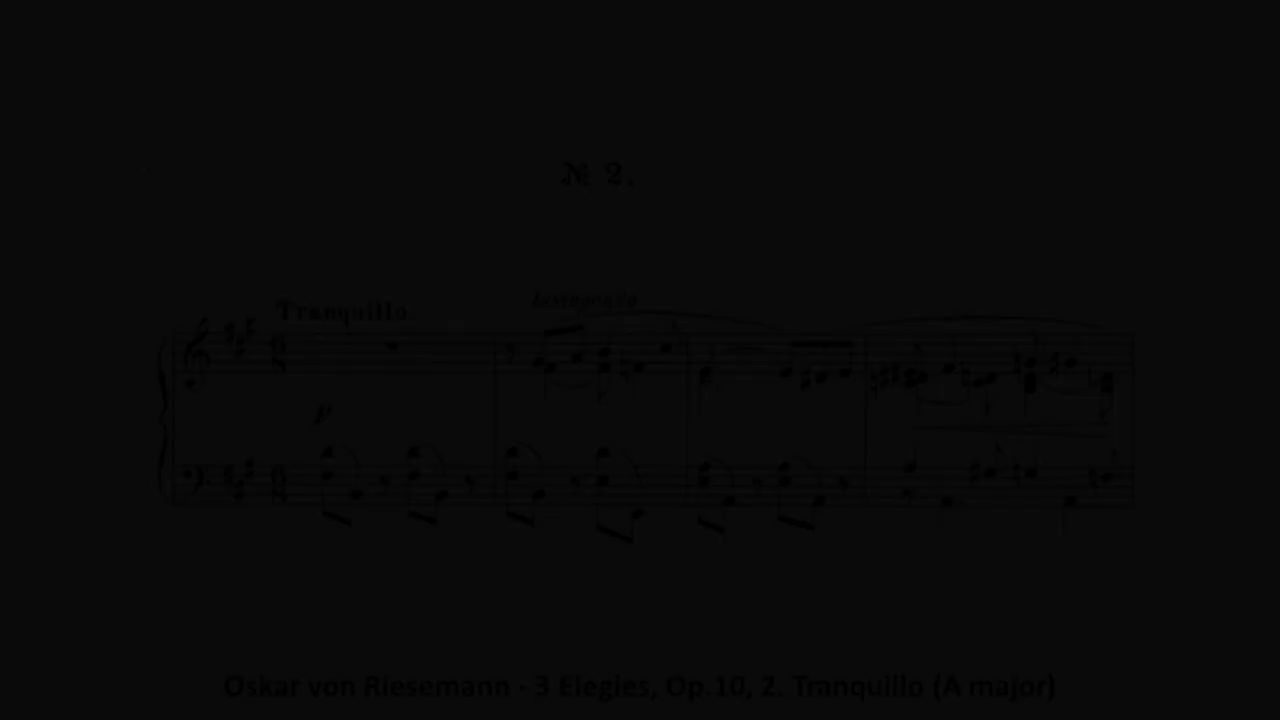 № 2.
Tranquillo.
p
Oskar von Riesemann - 3 Elegies, Op.10, 2. Tranquillo (A major)